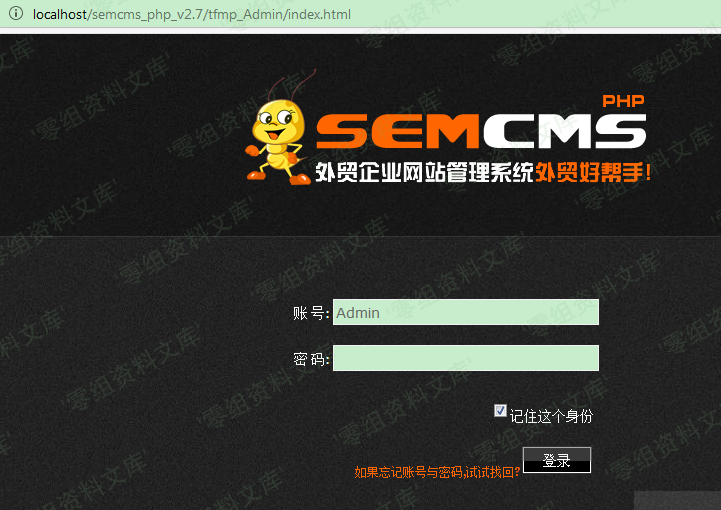 localhost/semcms_php_v2.7/tfmp_Admin/index.html
PHP
SEMCMS
外贸企业网站管理系统外贸好帮手!
账 号:
Admin
密 码:
记住这个身份
如果忘记账号与密码,试试找回?
登录
'零组资料文库'